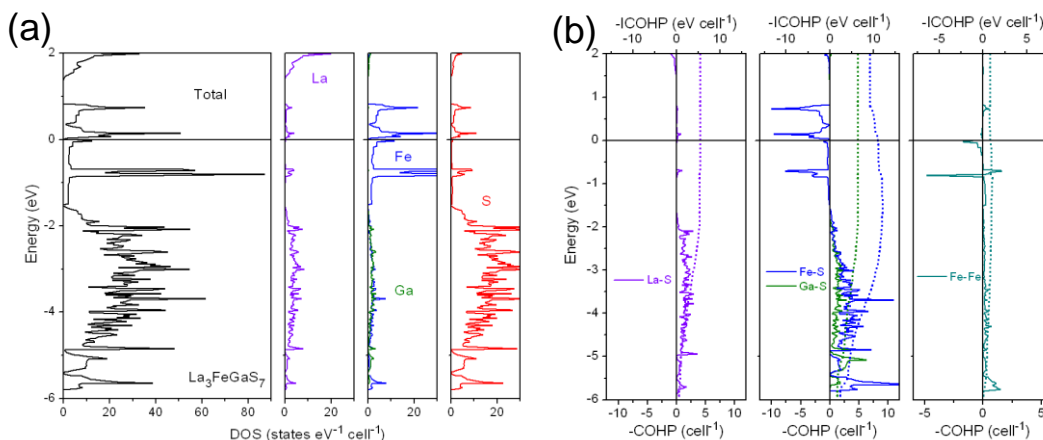 (a)
2
0
-2
-4
-6
Energy (eV)
Total
La₃FeGaS₇
0 20 40 60 80
La
0 20
Fe
Ga
0 20
S
0 20
DOS (states eV⁻¹ cell⁻¹)
(b)
-ICOHP (eV cell⁻¹)
-10 -5 0 5 10
-ICOHP (eV cell⁻¹)
-10 -5 0 5 10
-ICOHP (eV cell⁻¹)
-5 0 5
2
1
0
-1
-2
-3
-4
-5
-6
Energy (eV)
La-S
Fe-S
Ga-S
Fe-Fe
-10 -5 0 5 10
-COHP (cell⁻¹)
-10 -5 0 5 10
-COHP (cell⁻¹)
-5 0 5
-COHP (cell⁻¹)